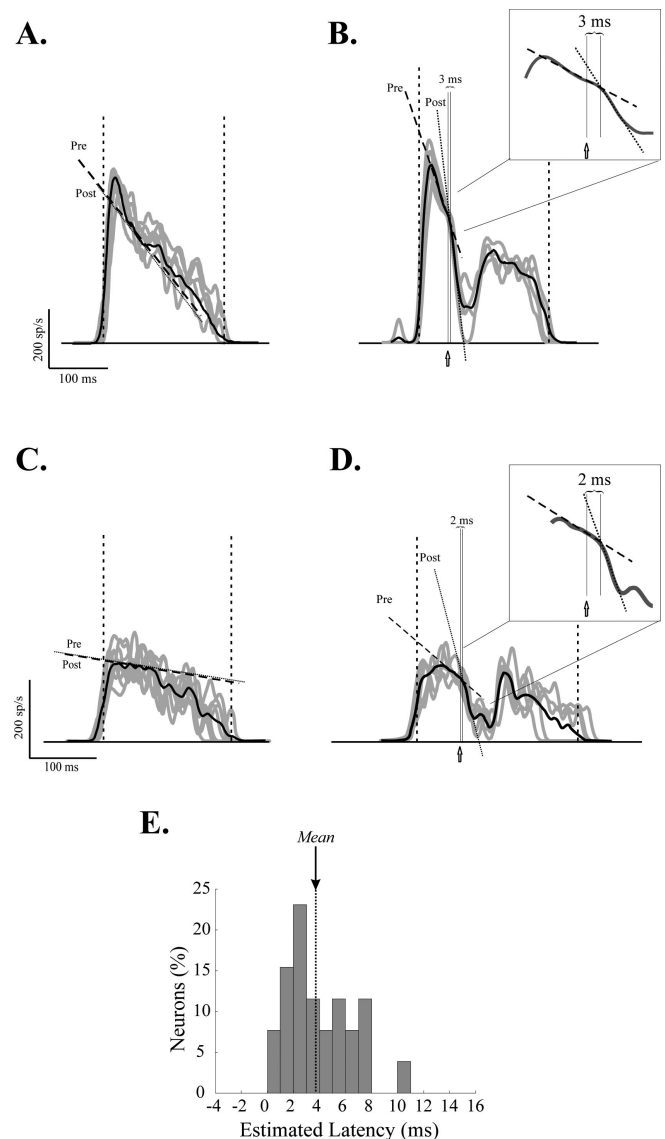 A.
Pre
Post
200 sp/s
100 ms
B.
Pre
3 ms
Post
3 ms
C.
Pre
Post
200 sp/s
100 ms
D.
Pre
Post
2 ms
2 ms
E.
Mean
Neurons (%)
25
20
15
10
5
0
-4 -2 0 2 4 6 8 10 12 14 16
Estimated Latency (ms)